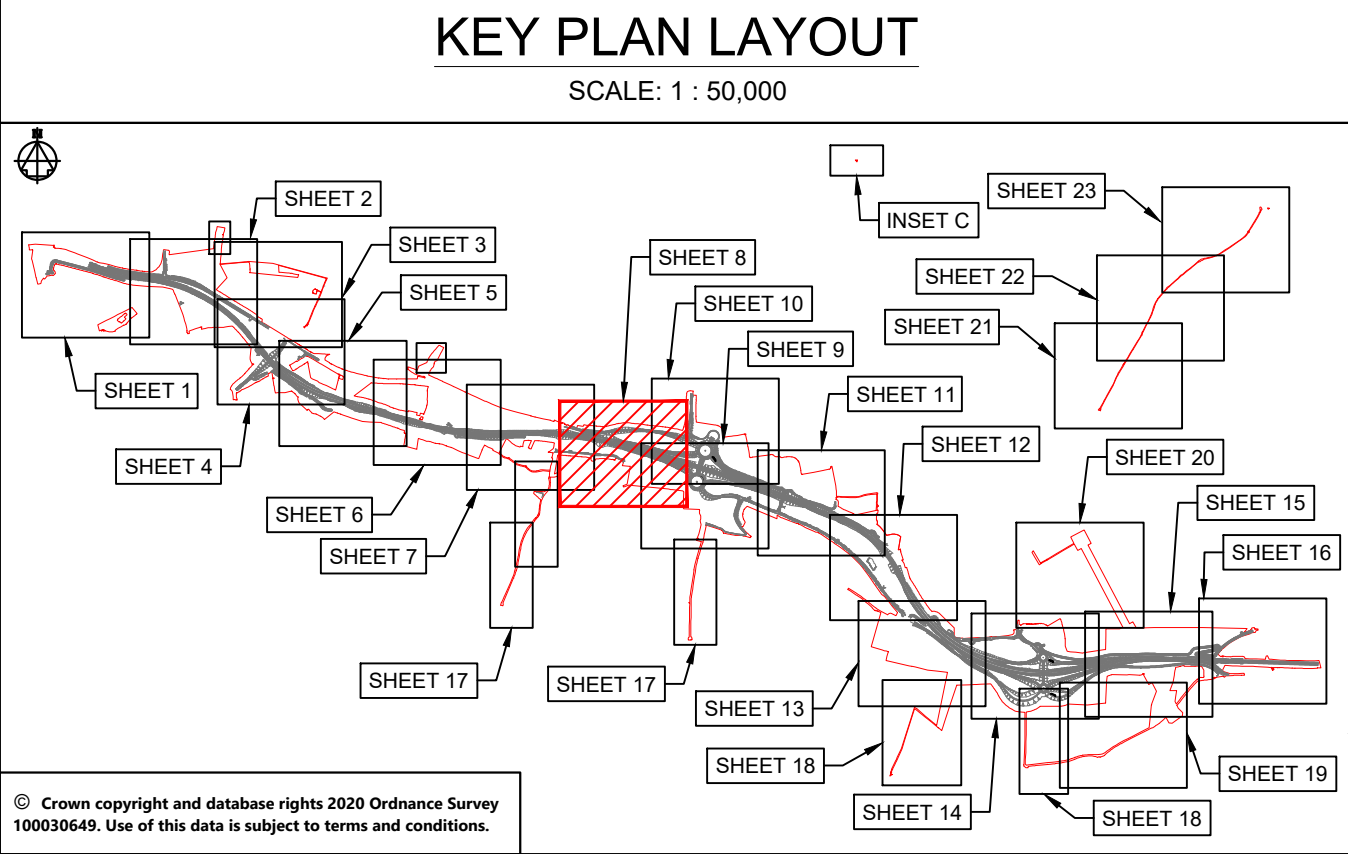 KEY PLAN LAYOUT
SCALE: 1 : 50,000
SHEET 2
SHEET 3
SHEET 5
SHEET 1
SHEET 4
SHEET 6
SHEET 7
SHEET 8
SHEET 10
SHEET 9
SHEET 11
SHEET 12
INSET C
SHEET 23
SHEET 22
SHEET 21
SHEET 20
SHEET 15
SHEET 16
SHEET 17
SHEET 17
SHEET 13
SHEET 18
SHEET 14
SHEET 18
SHEET 19
© Crown copyright and database rights 2020 Ordnance Survey
100030649. Use of this data is subject to terms and conditions.